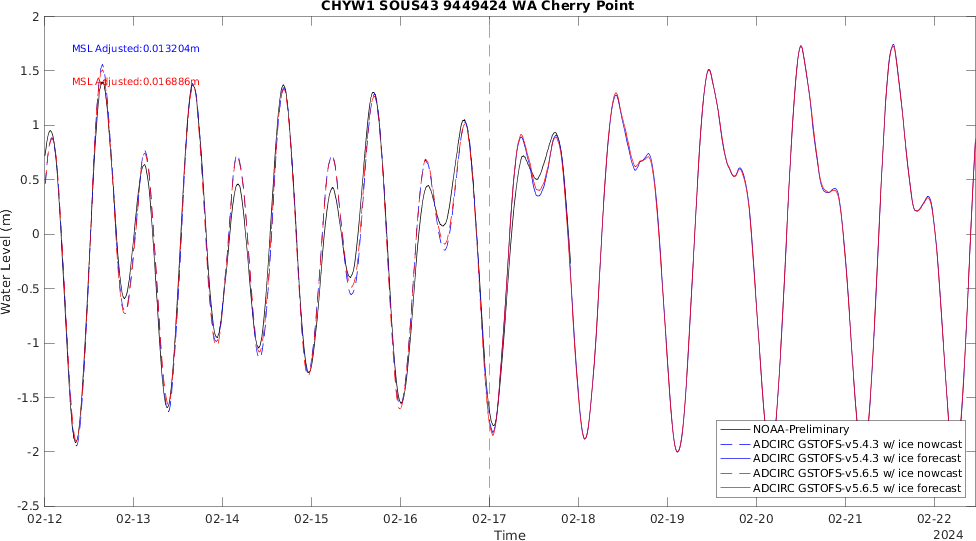 CHYW1 SOUS43 9449424 WA Cherry Point
2
1.5
1
0.5
0
-0.5
-1
-1.5
-2
-2.5
Water Level (m)
MSL Adjusted:0.013204m
MSL Adjusted:0.016886m
NOAA-Preliminary
ADCIRC GSTOFS-v5.4.3 w/ ice nowcast
ADCIRC GSTOFS-v5.4.3 w/ ice forecast
ADCIRC GSTOFS-v5.6.5 w/ ice nowcast
ADCIRC GSTOFS-v5.6.5 w/ ice forecast
02-12 02-13 02-14 02-15 02-16 02-17 02-18 02-19 02-20 02-21 02-22
Time
2024